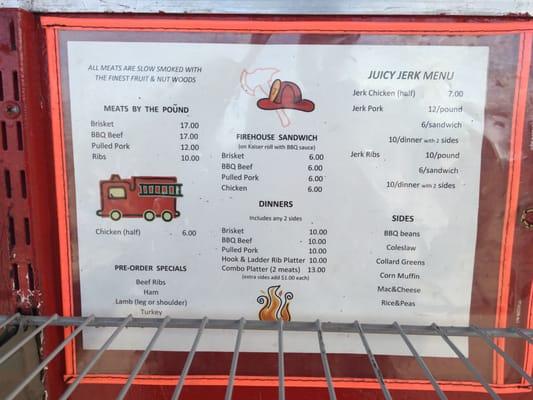 ALL MEATS ARE SLOW SMOKED WITH
THE FINEST FRUIT & NUT WOODS
MEATS BY THE POUND
Brisket 17.00
BBQ Beef 17.00
Pulled Pork 12.00
Ribs 10.00
Chicken (half) 6.00
PRE-ORDER SPECIALS
Beef Ribs
Ham
Lamb (leg or shoulder)
Turkey
FIREHOUSE SANDWICH
(on Kaiser roll with BBQ sauce)
Brisket 6.00
BBQ Beef 6.00
Pulled Pork 6.00
Chicken 6.00
DINNERS
Includes any 2 sides
Brisket 10.00
BBQ Beef 10.00
Pulled Pork 10.00
Hook & Ladder Rib Platter 10.00
Combo Platter (2 meats) 13.00
(extra sides add $1.00 each)
JUICY JERK MENU
Jerk Chicken (half) 7.00
Jerk Pork 12/pound
6/sandwich
10/dinner with 2 sides
Jerk Ribs 10/pound
6/sandwich
10/dinner with 2 sides
SIDES
BBQ beans
Coleslaw
Collard Greens
Corn Muffin
Mac&Cheese
Rice&Peas